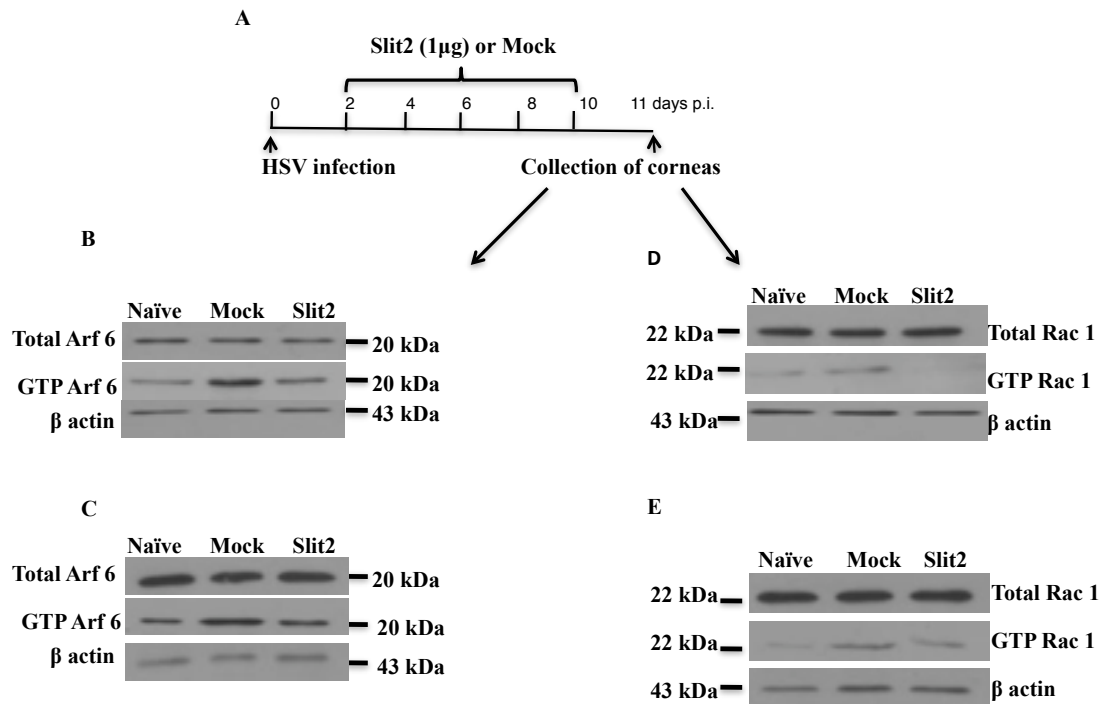 A
Slit2 (1μg) or Mock
0 2 4 6 8 10 11 days p.i.
HSV infection Collection of corneas
B
Naïve Mock Slit2
Total Arf 6 20 kDa
GTP Arf 6 20 kDa
β actin 43 kDa
D
Naïve Mock Slit2
22 kDa Total Rac 1
22 kDa GTP Rac 1
43 kDa β actin
C
Naïve Mock Slit2
Total Arf 6 20 kDa
GTP Arf 6 20 kDa
β actin 43 kDa
E
Naïve Mock Slit2
22 kDa Total Rac 1
22 kDa GTP Rac 1
43 kDa β actin